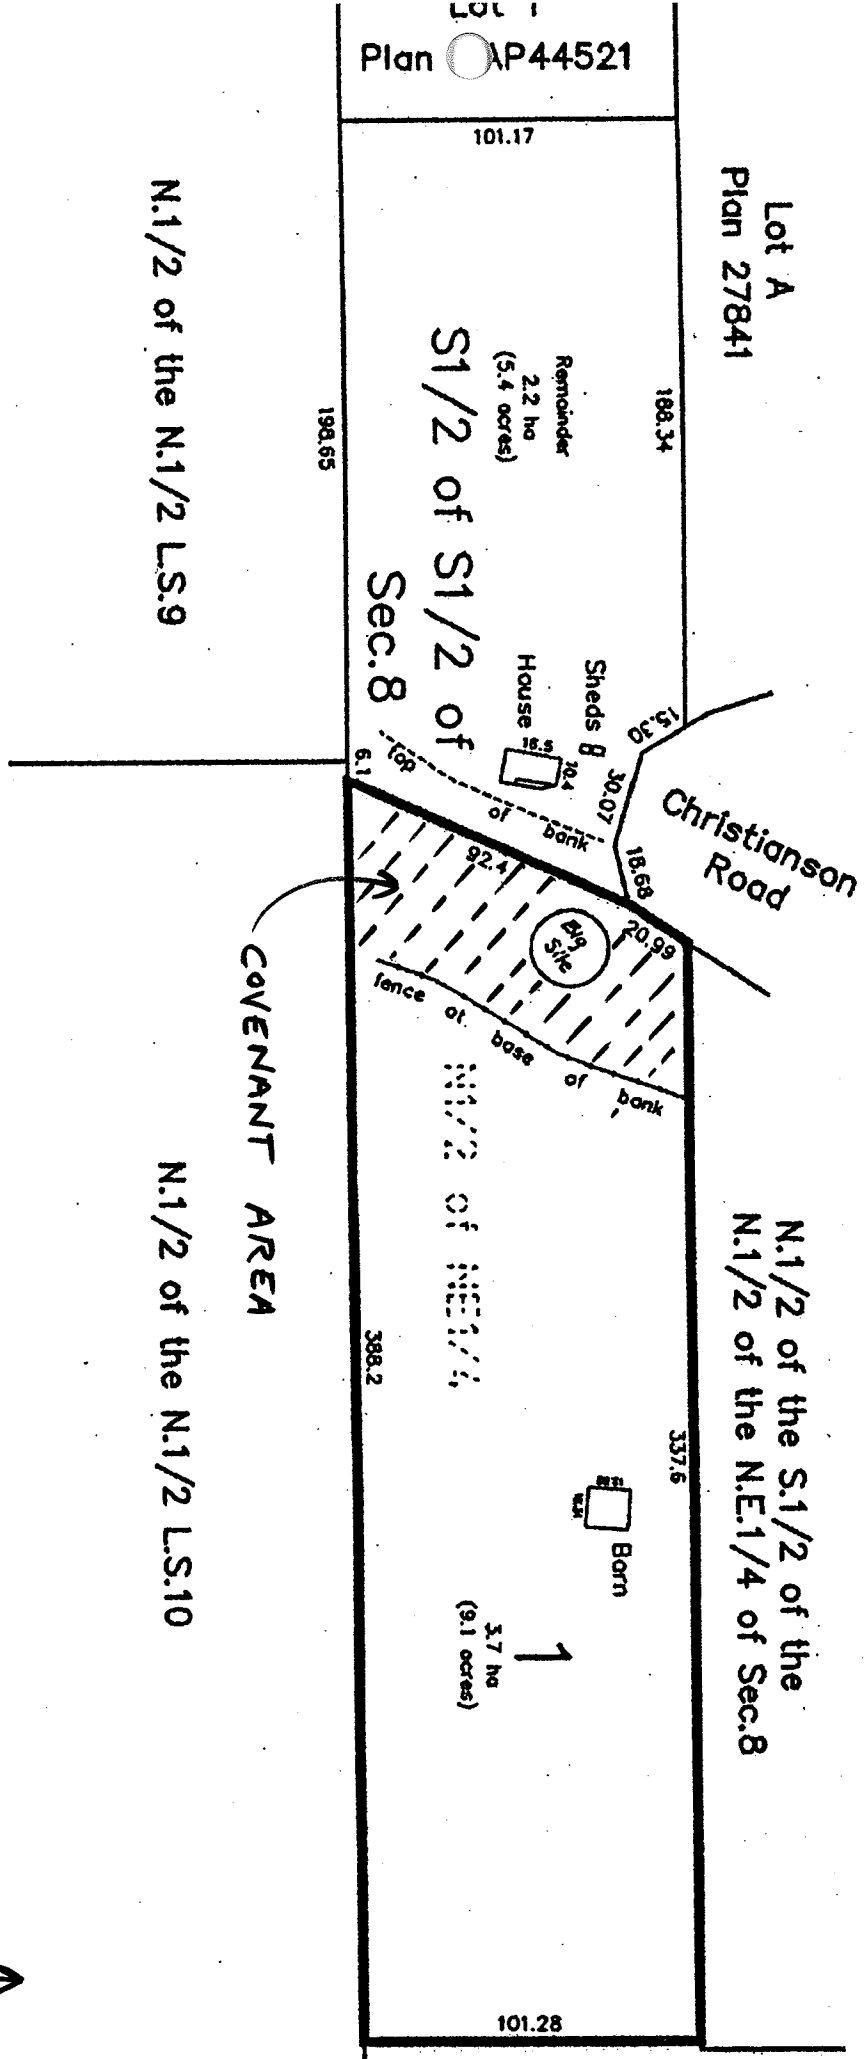 Plan AP44521
101.17
Lot A
Plan 27841
188.34
Remainder
2.2 ha
(5.4 acres)
S1/2 of S1/2 of
Sec.8
198.65
N.1/2 of the N.1/2 L.S.9
Sheds
House
16.5
10.4
15.30
30.07
18.68
Christianson
Road
top of bank
6.1
92.4
20.99
Bldg
Site
fence at base of bank
COVENANT AREA
N1/2 of NE1/4
N.1/2 of the S.1/2 of the
N.1/2 of the N.E.1/4 of Sec.8
388.2
337.6
N.1/2 of the N.1/2 L.S.10
Barn
1
3.7 ha
(9.1 acres)
101.28